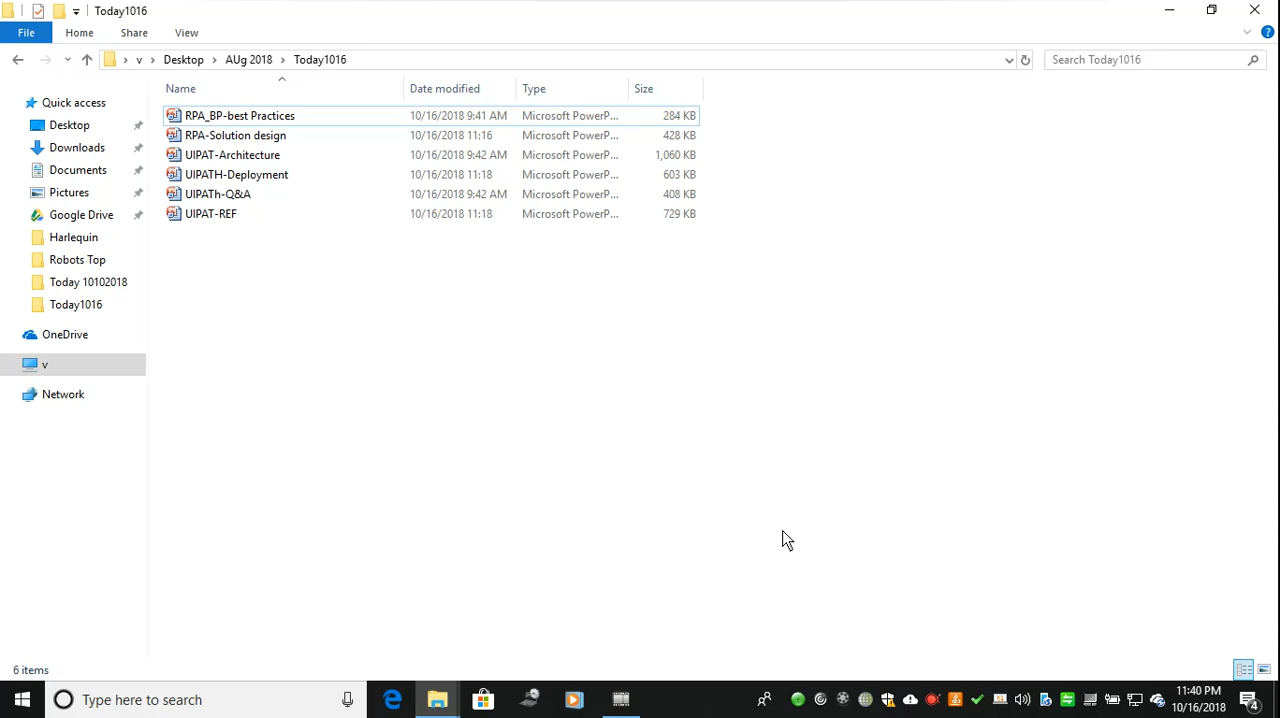 Today1016
File Home Share View
v Desktop AUg 2018 Today1016 Search Today1016
Name Date modified Type Size
Quick access
Desktop
Downloads
Documents
Pictures
Google Drive
Harlequin
Robots Top
Today 10102018
Today1016
OneDrive
v
Network
RPA_BP-best Practices 10/16/2018 9:41 AM Microsoft PowerP... 284 KB
RPA-Solution design 10/16/2018 11:16 Microsoft PowerP... 428 KB
UIPAT-Architecture 10/16/2018 9:42 AM Microsoft PowerP... 1,060 KB
UIPATH-Deployment 10/16/2018 11:18 Microsoft PowerP... 603 KB
UIPATh-Q&A 10/16/2018 9:42 AM Microsoft PowerP... 408 KB
UIPAT-REF 10/16/2018 11:18 Microsoft PowerP... 729 KB
6 items
Type here to search
11:40 PM
10/16/2018
4